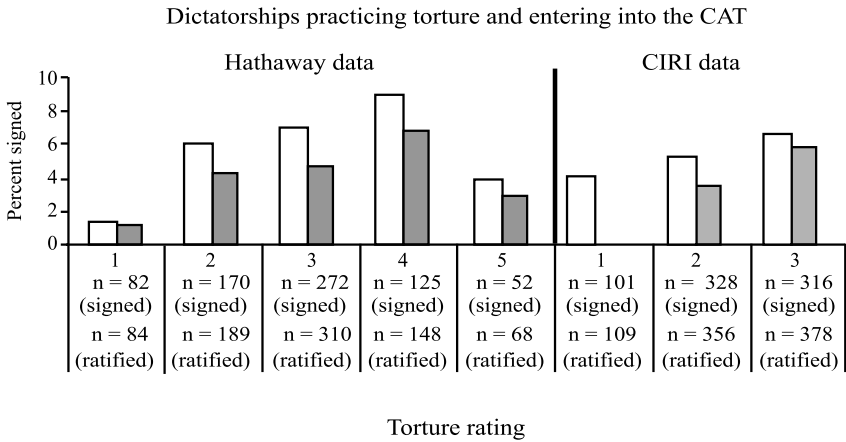 Dictatorships practicing torture and entering into the CAT
Hathaway data
CIRI data
Percent signed
10
8
6
4
2
0
1 2 3 4 5 1 2 3
n = 82 n = 170 n = 272 n = 125 n = 52 n = 101 n = 328 n = 316
(signed) (signed) (signed) (signed) (signed) (signed) (signed) (signed)
n = 84 n = 189 n = 310 n = 148 n = 68 n = 109 n = 356 n = 378
(ratified) (ratified) (ratified) (ratified) (ratified) (ratified) (ratified) (ratified)
Torture rating